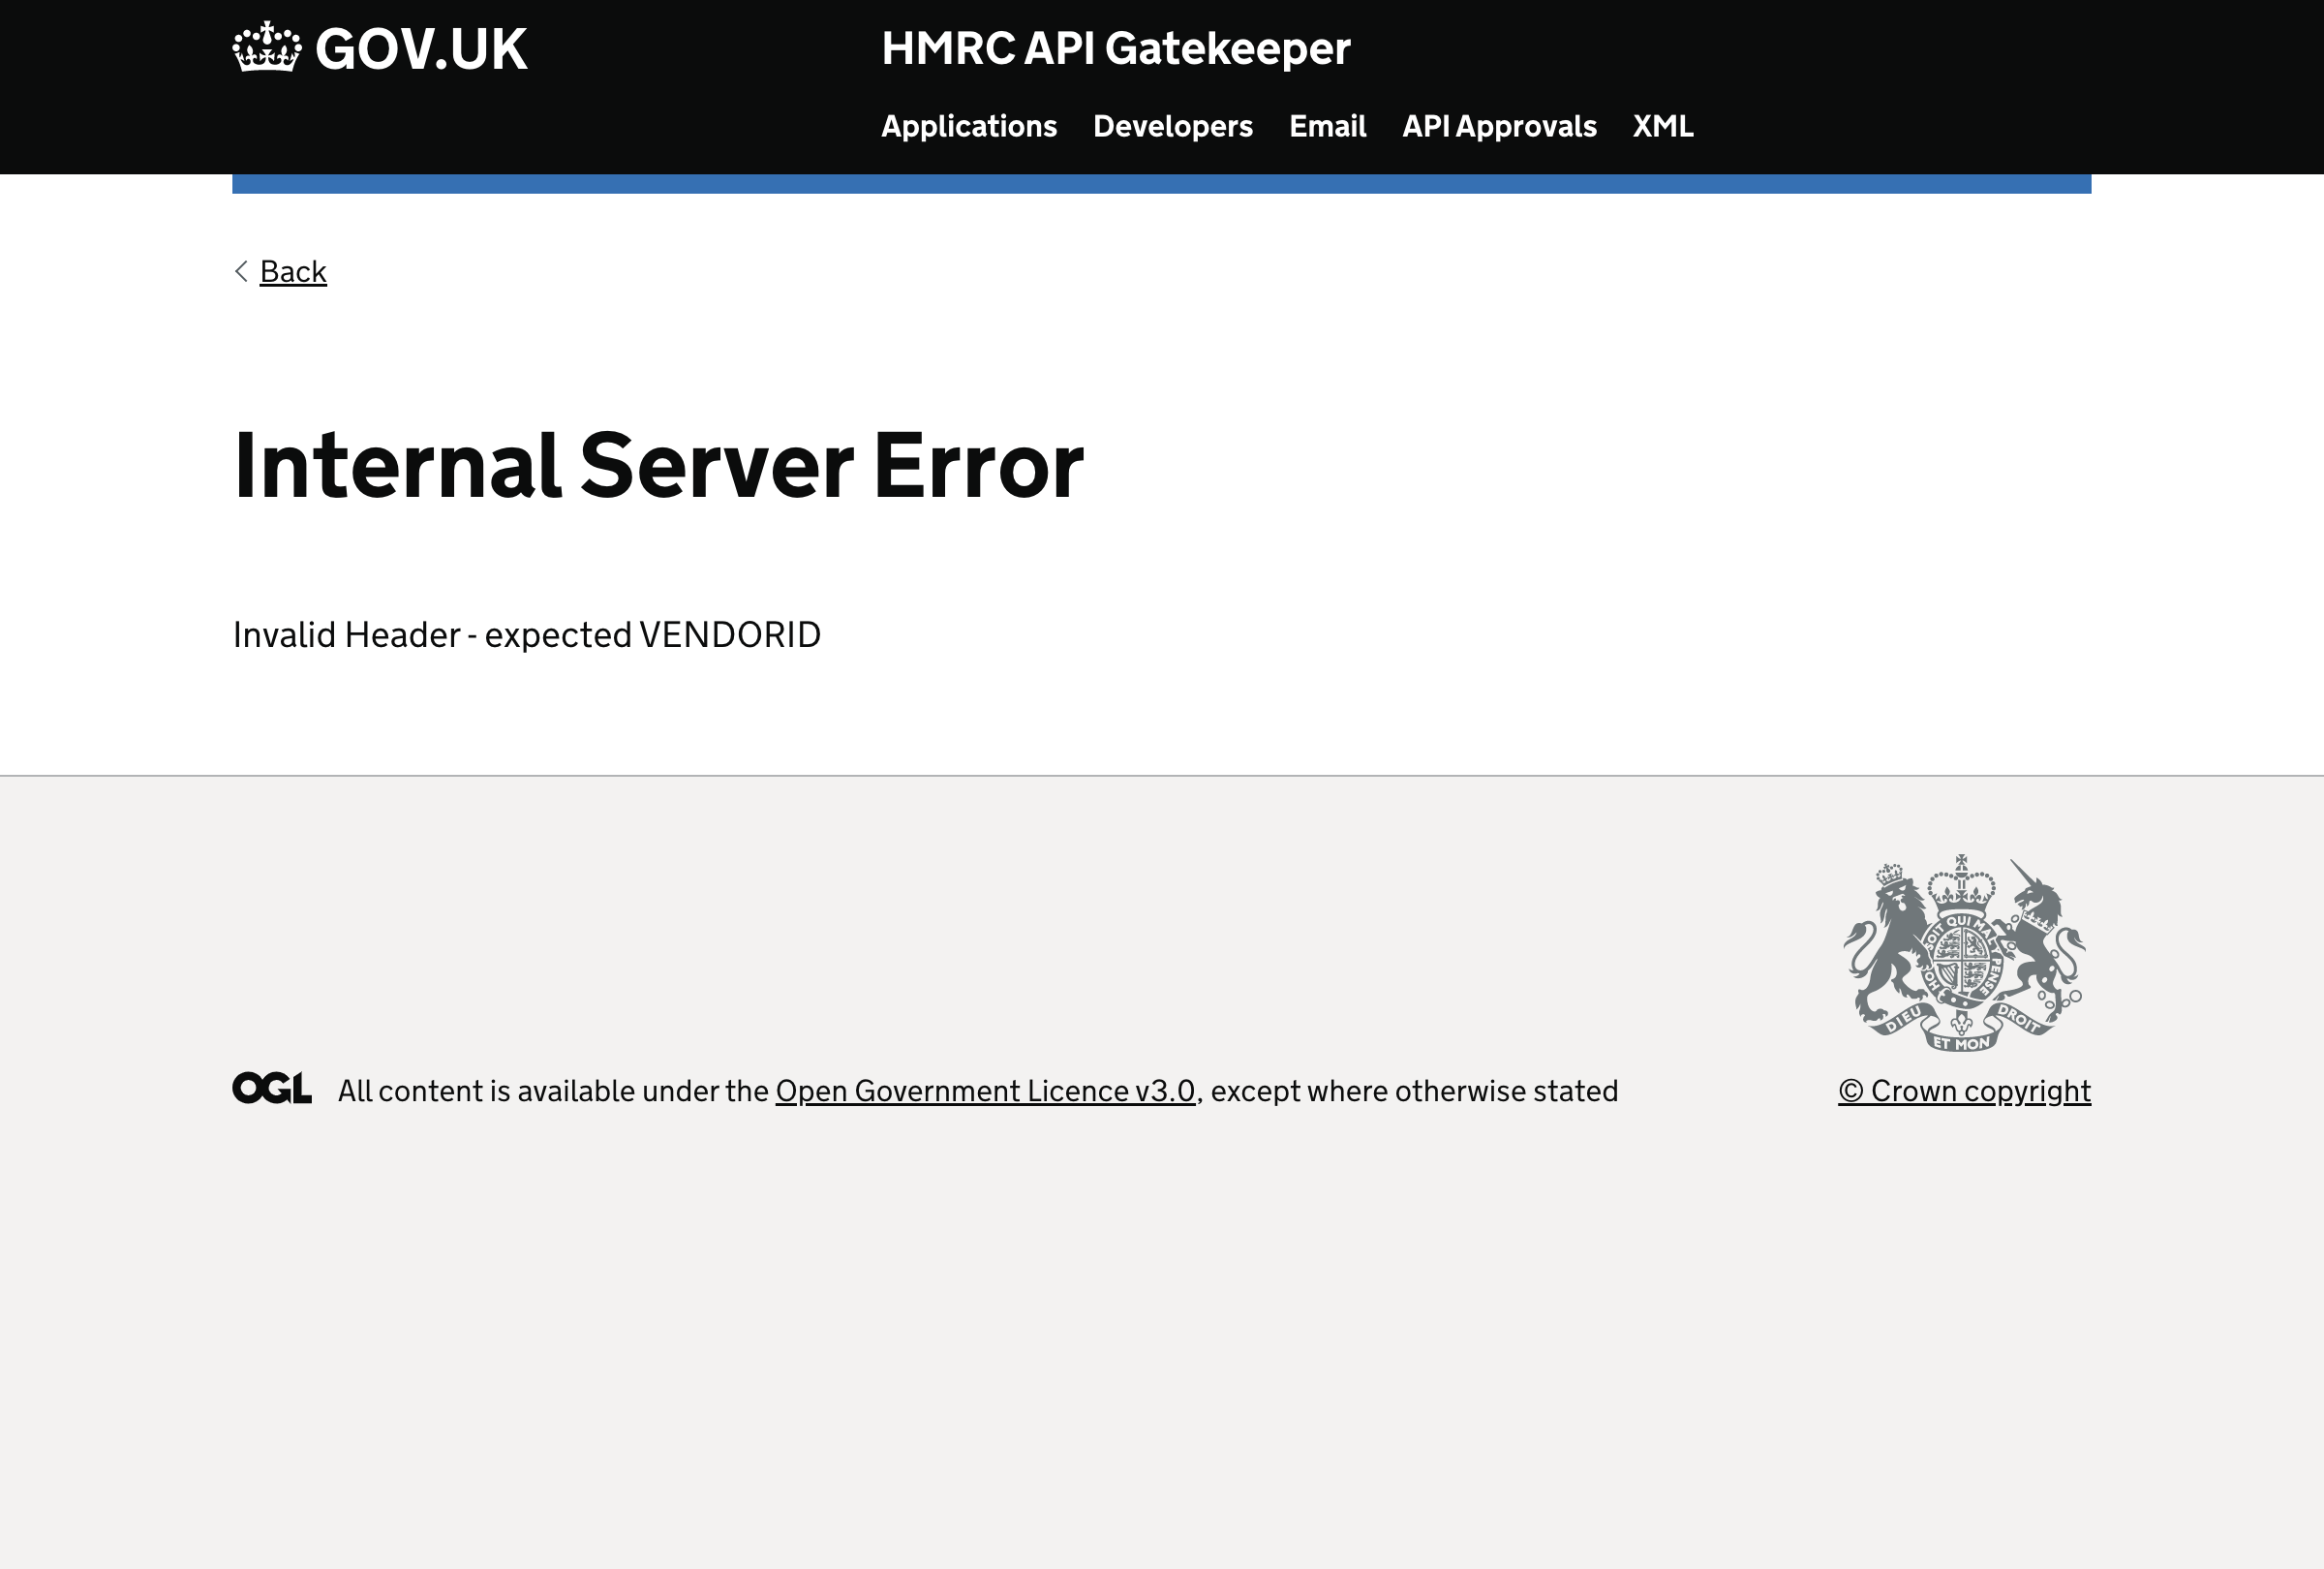 GOV.UK
HMRC API Gatekeeper
Applications Developers Email API Approvals XML
Back
Internal Server Error
Invalid Header - expected VENDORID
HONI SOIT QUI MAL Y PENSE
DIEU ET MON DROIT
OGL All content is available under the Open Government Licence v3.0, except where otherwise stated
© Crown copyright